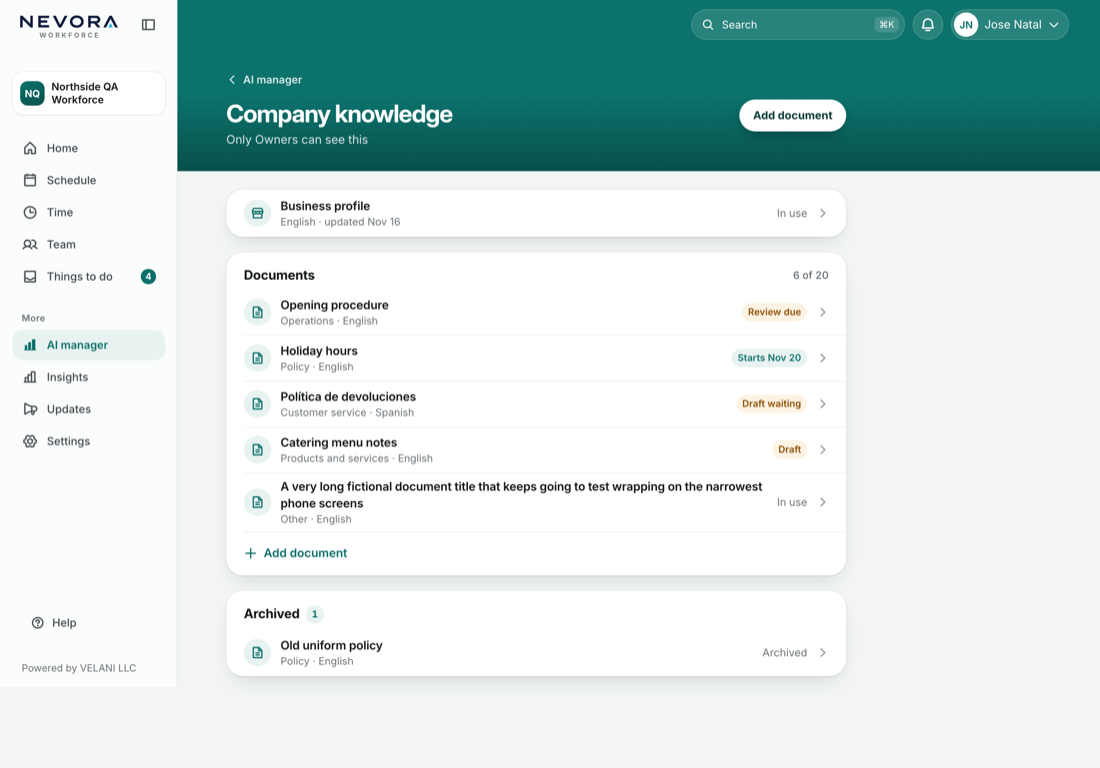 NEVORA
WORKFORCE
Search
⌘K
JN
Jose Natal
NQ
Northside QA
Workforce
Home
Schedule
Time
Team
Things to do
4
More
AI manager
Insights
Updates
Settings
Help
Powered by VELANI LLC
AI manager
Company knowledge
Only Owners can see this
Add document
Business profile
English · updated Nov 16
In use
Documents
6 of 20
Opening procedure
Operations · English
Review due
Holiday hours
Policy · English
Starts Nov 20
Política de devoluciones
Customer service · Spanish
Draft waiting
Catering menu notes
Products and services · English
Draft
A very long fictional document title that keeps going to test wrapping on the narrowest
phone screens
Other · English
In use
Add document
Archived
1
Old uniform policy
Policy · English
Archived